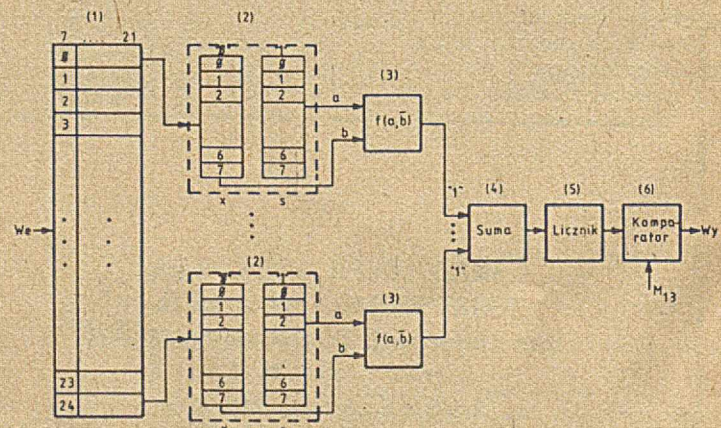 (1)
7 .... 21
ø
1
2
3
23
24
We
(2)
ø
1
2
6
7
x
ø
1
2
6
7
s
a
b
(3)
f(a,b̄)
"1"
(2)
ø
1
2
6
7
ø
1
2
6
7
a
b
(3)
f(a,b̄)
"1"
(4)
Suma
(5)
Licznik
(6)
Kompa-
rator
Wy
M13